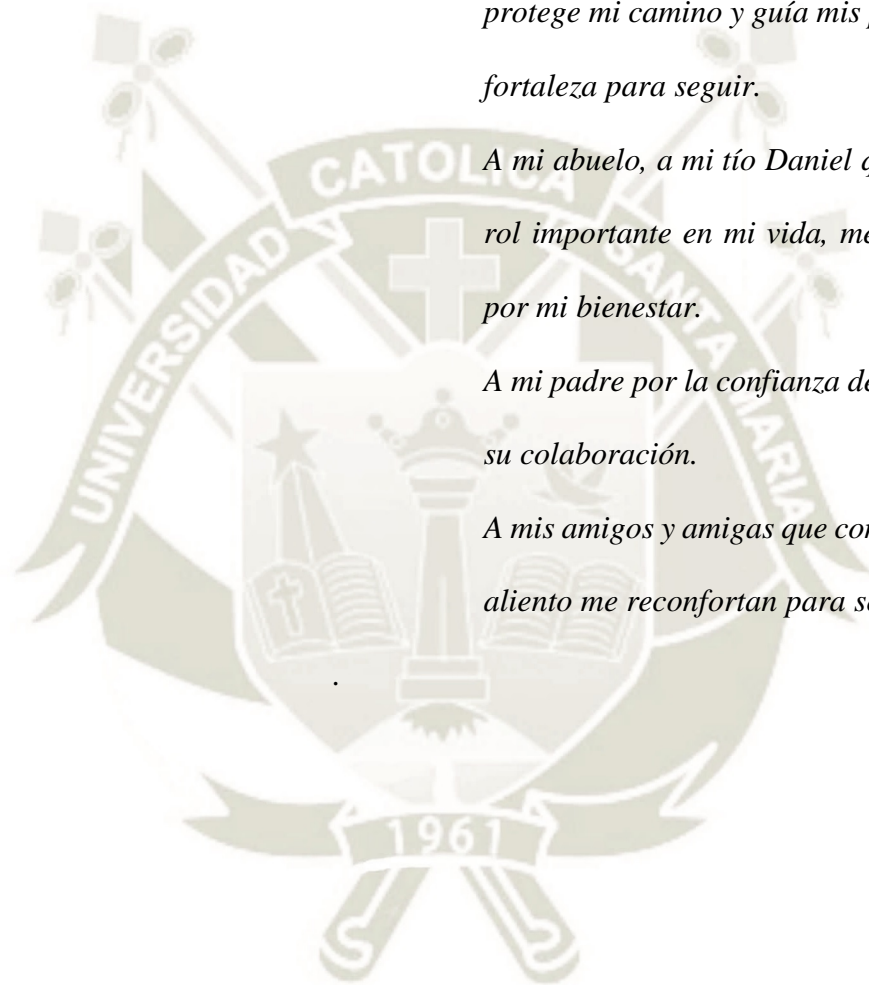 protege mi camino y guía mis
fortaleza para seguir.
A mi abuelo, a mi tío Daniel
rol importante en mi vida,
por mi bienestar.
A mi padre por la confianza
su colaboración.
A mis amigos y amigas que
aliento me reconfortan para
.
UNIVERSIDAD CATOLICA SANTA MARIA
1961